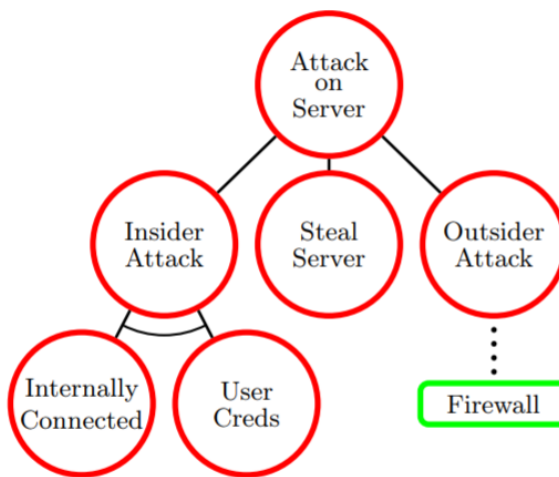 Attack
on
Server
Insider
Attack
Steal
Server
Outsider
Attack
Internally
Connected
User
Creds
Firewall